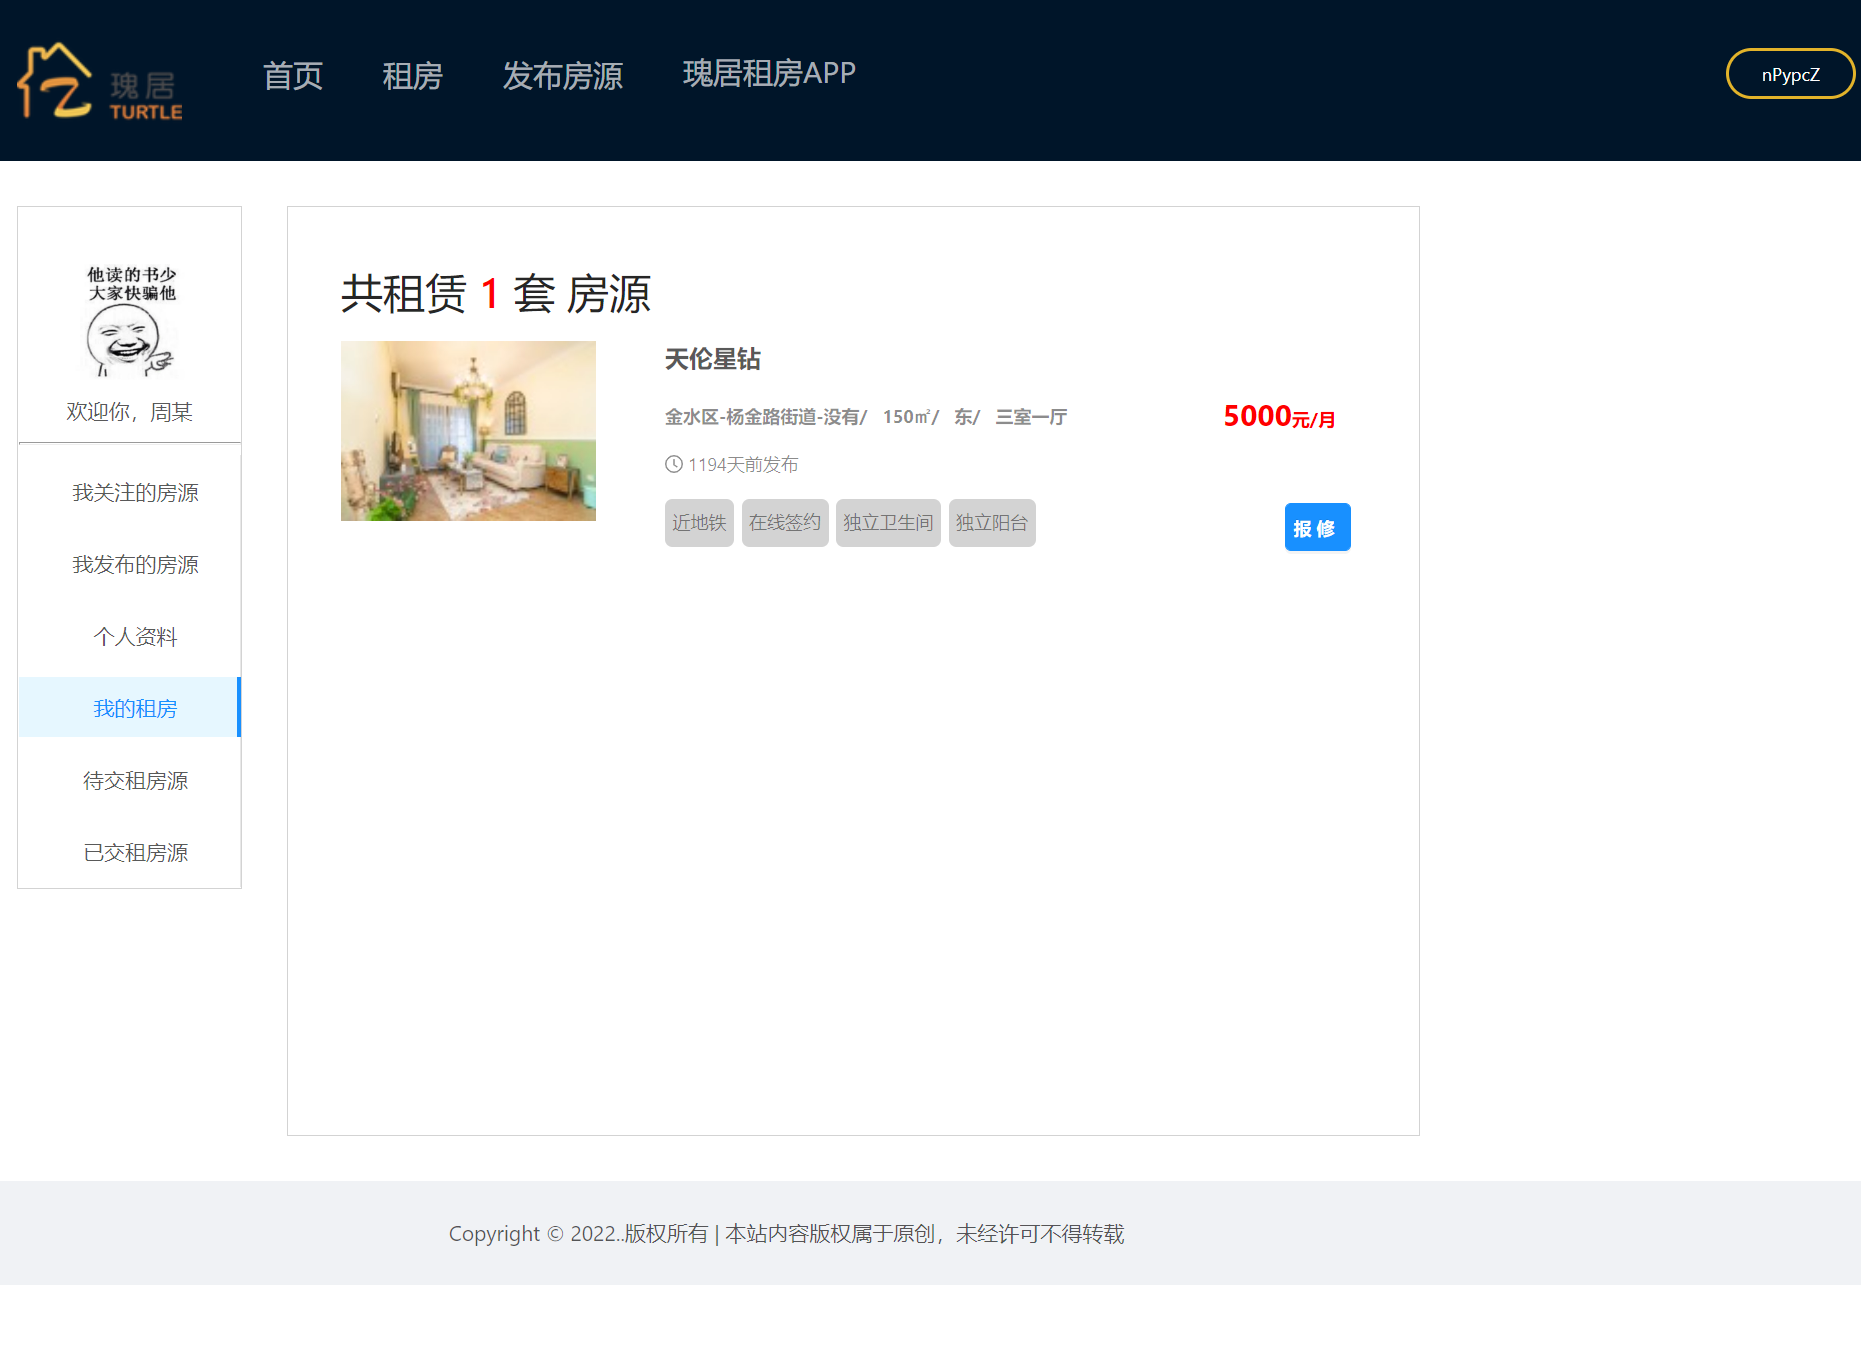 瑰居
TURTLE
首页
租房
发布房源
瑰居租房APP
nPypcZ
他读的书少
大家快骗他
欢迎你，周某
我关注的房源
我发布的房源
个人资料
我的租房
待交租房源
已交租房源
共租赁 1 套 房源
天伦星钻
金水区-杨金路街道-没有/ 150㎡/ 东/ 三室一厅
5000元/月
1194天前发布
近地铁 在线签约 独立卫生间 独立阳台
报 修
Copyright © 2022..版权所有 | 本站内容版权属于原创，未经许可不得转载